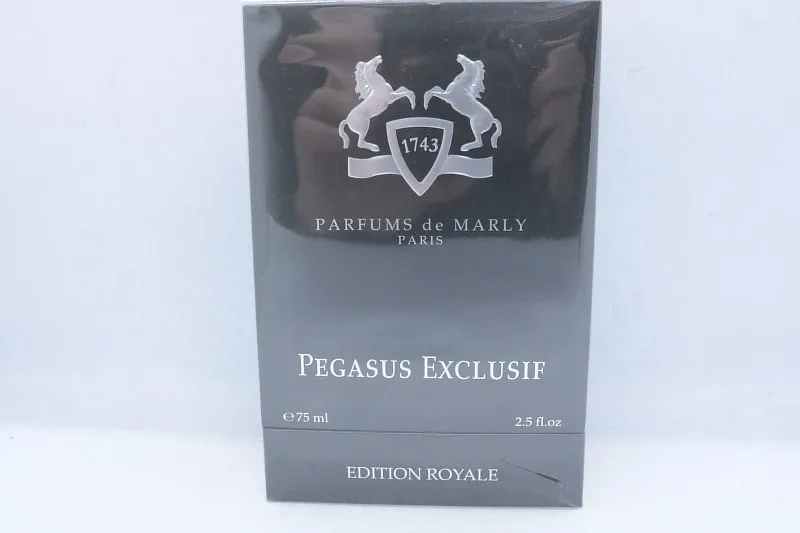 1743
PARFUMS de MARLY
PARIS
PEGASUS EXCLUSIF
℮75 ml 2.5 fl.oz
EDITION ROYALE